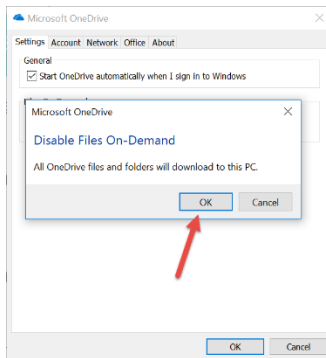 Microsoft OneDrive
Settings Account Network Office About
General
Start OneDrive automatically when I sign in to Windows
Microsoft OneDrive
Disable Files On-Demand
All OneDrive files and folders will download to this PC.
OK Cancel
OK Cancel